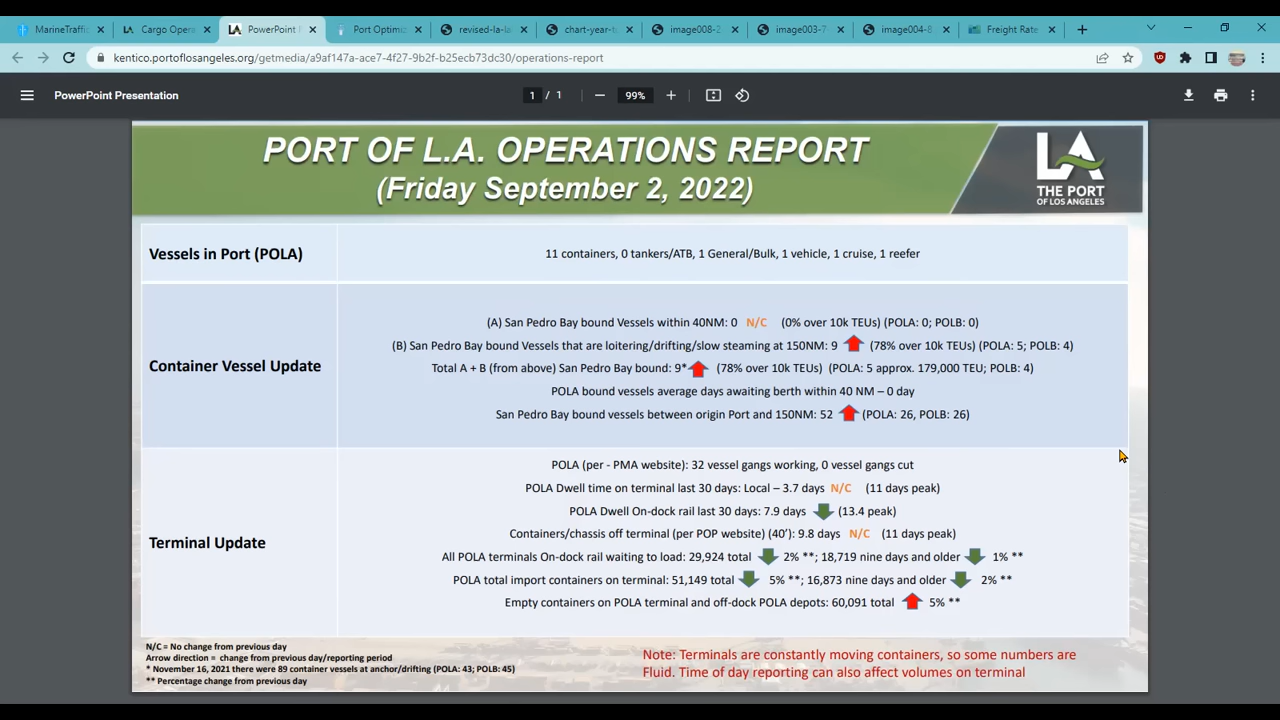 MarineTraffi
Cargo Opera
PowerPoint P
Port Optimiz
revised-la-la
chart-year-t
image008-2
image003-7-
image004-8
Freight Rate
kentico.portoflosangeles.org/getmedia/a9af147a-ace7-4f27-9b2f-b25ecb73dc30/operations-report
PowerPoint Presentation
1 / 1
99%
PORT OF L.A. OPERATIONS REPORT
(Friday September 2, 2022)
LA
THE PORT
OF LOS ANGELES
Vessels in Port (POLA)
11 containers, 0 tankers/ATB, 1 General/Bulk, 1 vehicle, 1 cruise, 1 reefer
Container Vessel Update
(A) San Pedro Bay bound Vessels within 40NM: 0 N/C (0% over 10k TEUs) (POLA: 0; POLB: 0)
(B) San Pedro Bay bound Vessels that are loitering/drifting/slow steaming at 150NM: 9 (78% over 10k TEUs) (POLA: 5; POLB: 4)
Total A + B (from above) San Pedro Bay bound: 9* (78% over 10k TEUs) (POLA: 5 approx. 179,000 TEU; POLB: 4)
POLA bound vessels average days awaiting berth within 40 NM – 0 day
San Pedro Bay bound vessels between origin Port and 150NM: 52 (POLA: 26, POLB: 26)
Terminal Update
POLA (per - PMA website): 32 vessel gangs working, 0 vessel gangs cut
POLA Dwell time on terminal last 30 days: Local – 3.7 days N/C (11 days peak)
POLA Dwell On-dock rail last 30 days: 7.9 days (13.4 peak)
Containers/chassis off terminal (per POP website) (40’): 9.8 days N/C (11 days peak)
All POLA terminals On-dock rail waiting to load: 29,924 total 2% **; 18,719 nine days and older 1% **
POLA total import containers on terminal: 51,149 total 5% **; 16,873 nine days and older 2% **
Empty containers on POLA terminal and off-dock POLA depots: 60,091 total 5% **
N/C = No change from previous day
Arrow direction = change from previous day/reporting period
* November 16, 2021 there were 89 container vessels at anchor/drifting (POLA: 43; POLB: 45)
** Percentage change from previous day
Note: Terminals are constantly moving containers, so some numbers are
Fluid. Time of day reporting can also affect volumes on terminal